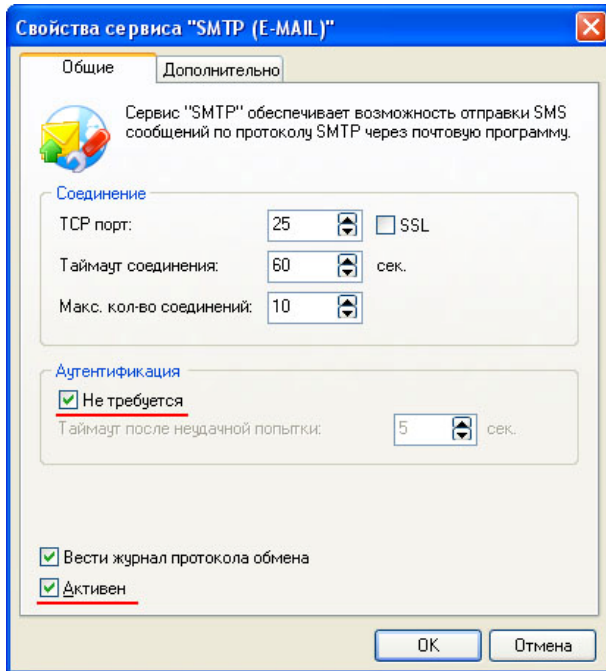 Свойства сервиса "SMTP (E-MAIL)"
Общие
Дополнительно
Сервис "SMTP" обеспечивает возможность отправки SMS
сообщений по протоколу SMTP через почтовую программу.
Соединение
TCP порт: 25 SSL
Таймаут соединения: 60 сек.
Макс. кол-во соединений: 10
Аутентификация
Не требуется
Таймаут после неудачной попытки: 5 сек.
Вести журнал протокола обмена
Активен
OK Отмена